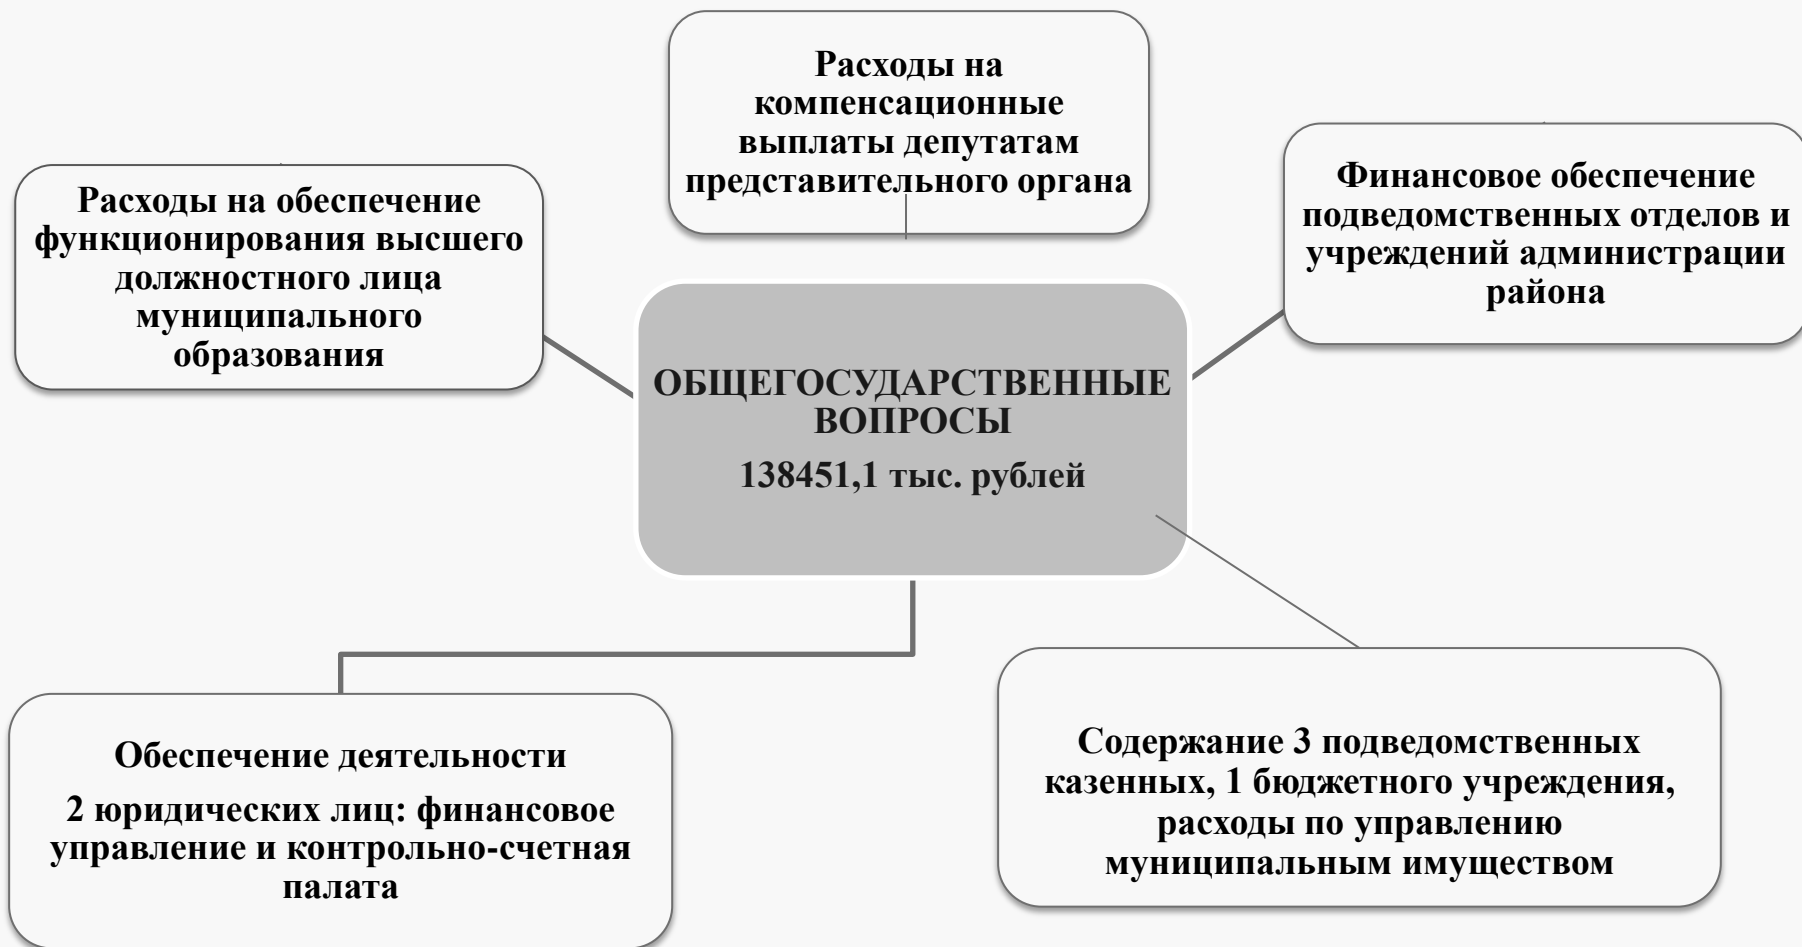 Расходы на
компенсационные
выплаты депутатам
представительного органа
Расходы на обеспечение
функционирования высшего
должностного лица
муниципального
образования
Финансовое обеспечение
подведомственных отделов и
учреждений администрации
района
ОБЩЕГОСУДАРСТВЕННЫЕ
ВОПРОСЫ
138451,1 тыс. рублей
Обеспечение деятельности
2 юридических лиц: финансовое
управление и контрольно-счетная
палата
Содержание 3 подведомственных
казенных, 1 бюджетного учреждения,
расходы по управлению
муниципальным имуществом